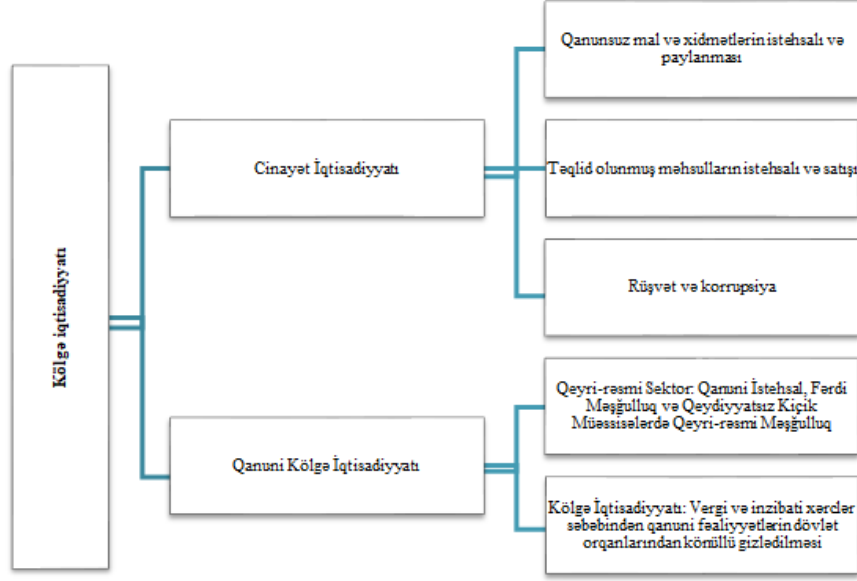 Kölgə iqtisadiyyatı
Cinayət İqtisadiyyatı
Qanunsuz mal və xidmətlərin istehsalı və
paylanması
Təqlid olunmuş məhsulların istehsalı və satışı
Rüşvət və korrupsiya
Qanuni Kölgə İqtisadiyyatı
Qeyri-rəsmi Sektor: Qanuni İstehsal, Fərdi
Məşğulluq və Qeydiyyatsız Kiçik
Müəssisələrdə Qeyri-rəsmi Məşğulluq
Kölgə İqtisadiyyatı: Vergi və inzibati xərclər
səbəbindən qanuni fəaliyyətlərin dövlət
orqanlarından könüllü gizlədilməsi